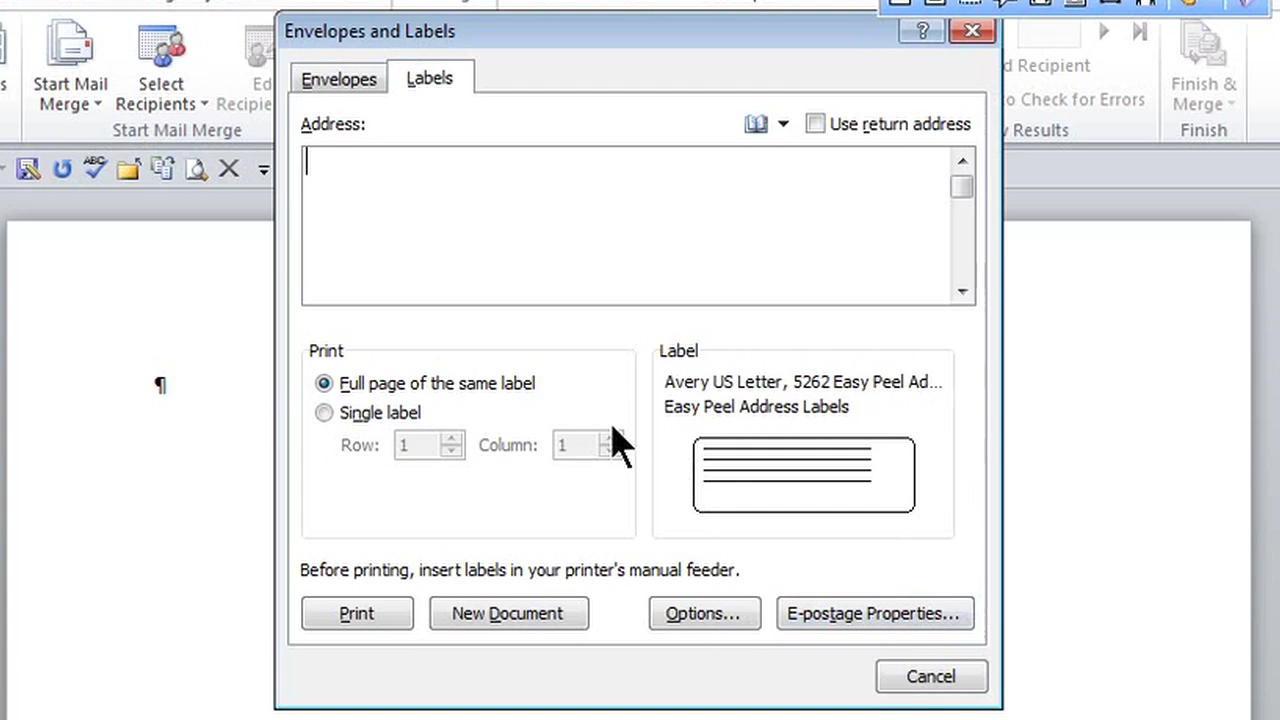 Envelopes and Labels
?
Start Mail Merge
Select Recipients
Start Mail Merge
Recipient
Check for Errors
Results
Finish & Merge
Finish
ABC
Envelopes
Labels
Address:
Use return address
¶
Print
Full page of the same label
Single label
Row: 1 Column: 1
Label
Avery US Letter, 5262 Easy Peel Ad...
Easy Peel Address Labels
Before printing, insert labels in your printer's manual feeder.
Print
New Document
Options...
E-postage Properties...
Cancel